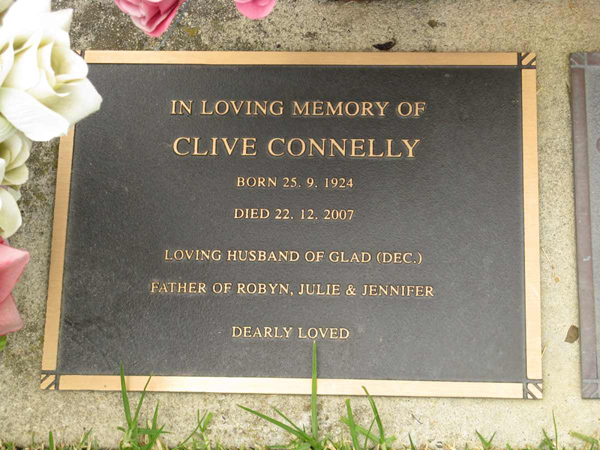 IN LOVING MEMORY OF
CLIVE CONNELLY
BORN 25. 9. 1924
DIED 22. 12. 2007
LOVING HUSBAND OF GLAD (DEC.)
FATHER OF ROBYN, JULIE & JENNIFER
DEARLY LOVED